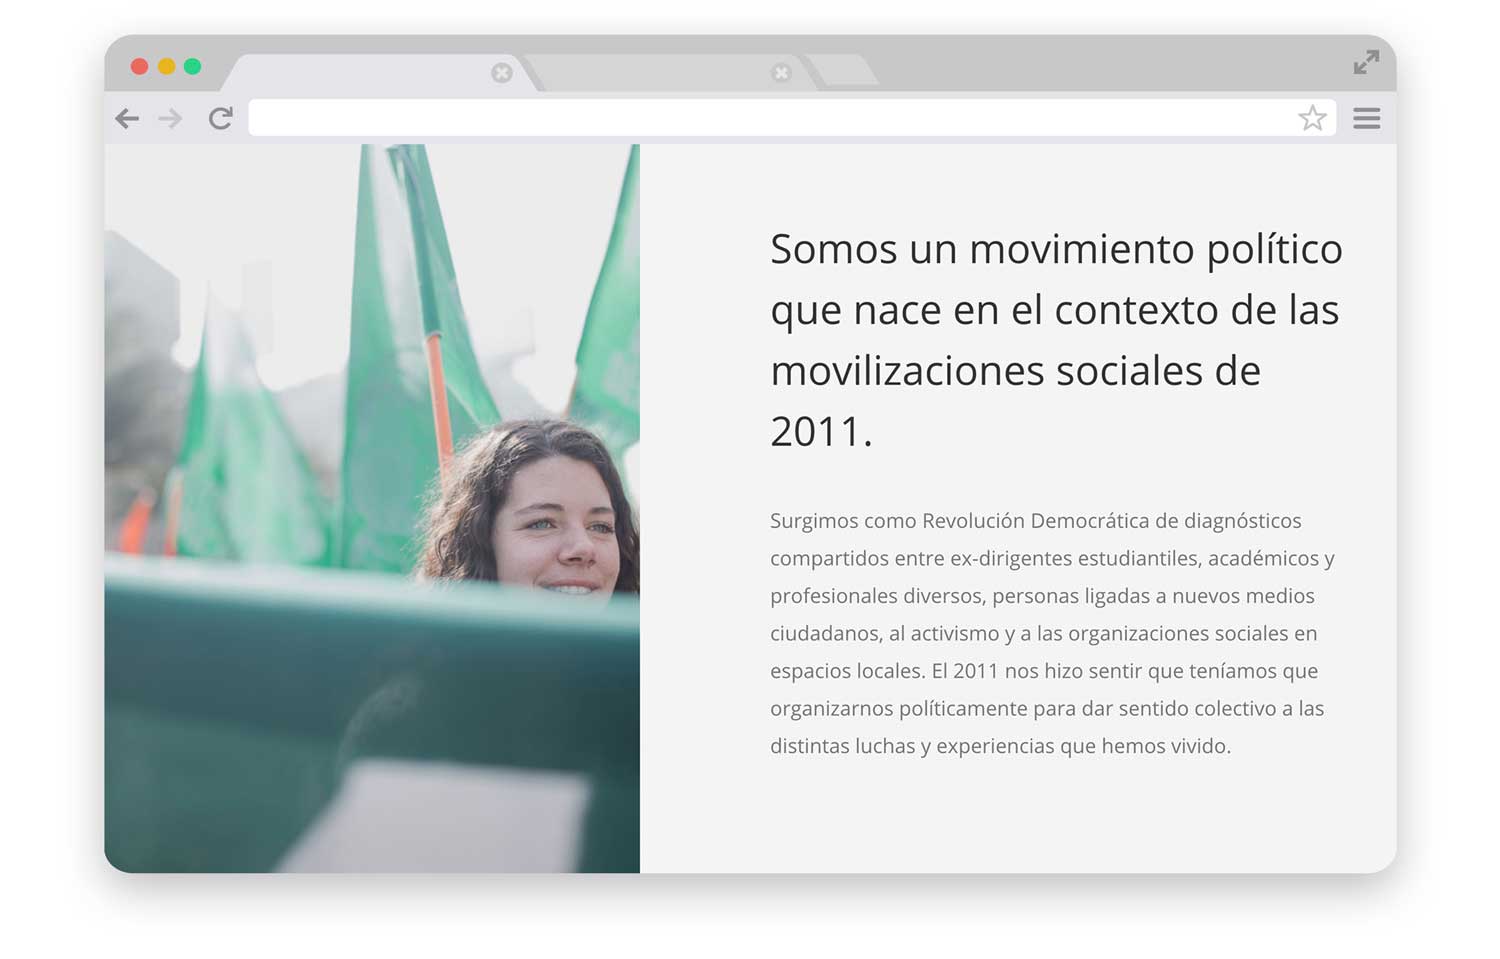 Somos un movimiento político
que nace en el contexto de las
movilizaciones sociales de
2011.
Surgimos como Revolución Democrática de diagnósticos
compartidos entre ex-dirigentes estudiantiles, académicos y
profesionales diversos, personas ligadas a nuevos medios
ciudadanos, al activismo y a las organizaciones sociales en
espacios locales. El 2011 nos hizo sentir que teníamos que
organizarnos políticamente para dar sentido colectivo a las
distintas luchas y experiencias que hemos vivido.